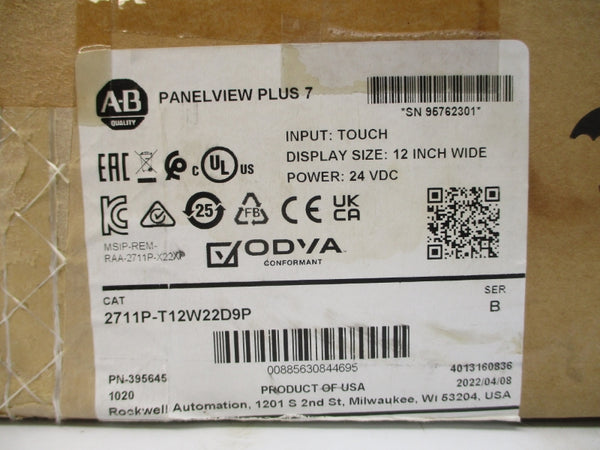 A-B
QUALITY
PANELVIEW PLUS 7
*SN 95762301*
INPUT: TOUCH
DISPLAY SIZE: 12 INCH WIDE
POWER: 24 VDC
EAC
C UL US
KC
25
FB
CE
UK
CA
MSIP-REM-
RAA-2711P-X22XP
ODVA
CONFORMANT
CAT
SER
2711P-T12W22D9P
B
00885630844695
PN-395645
4013160836
1020
PRODUCT OF USA
2022/04/08
Rockwell Automation, 1201 S 2nd St, Milwaukee, WI 53204, USA